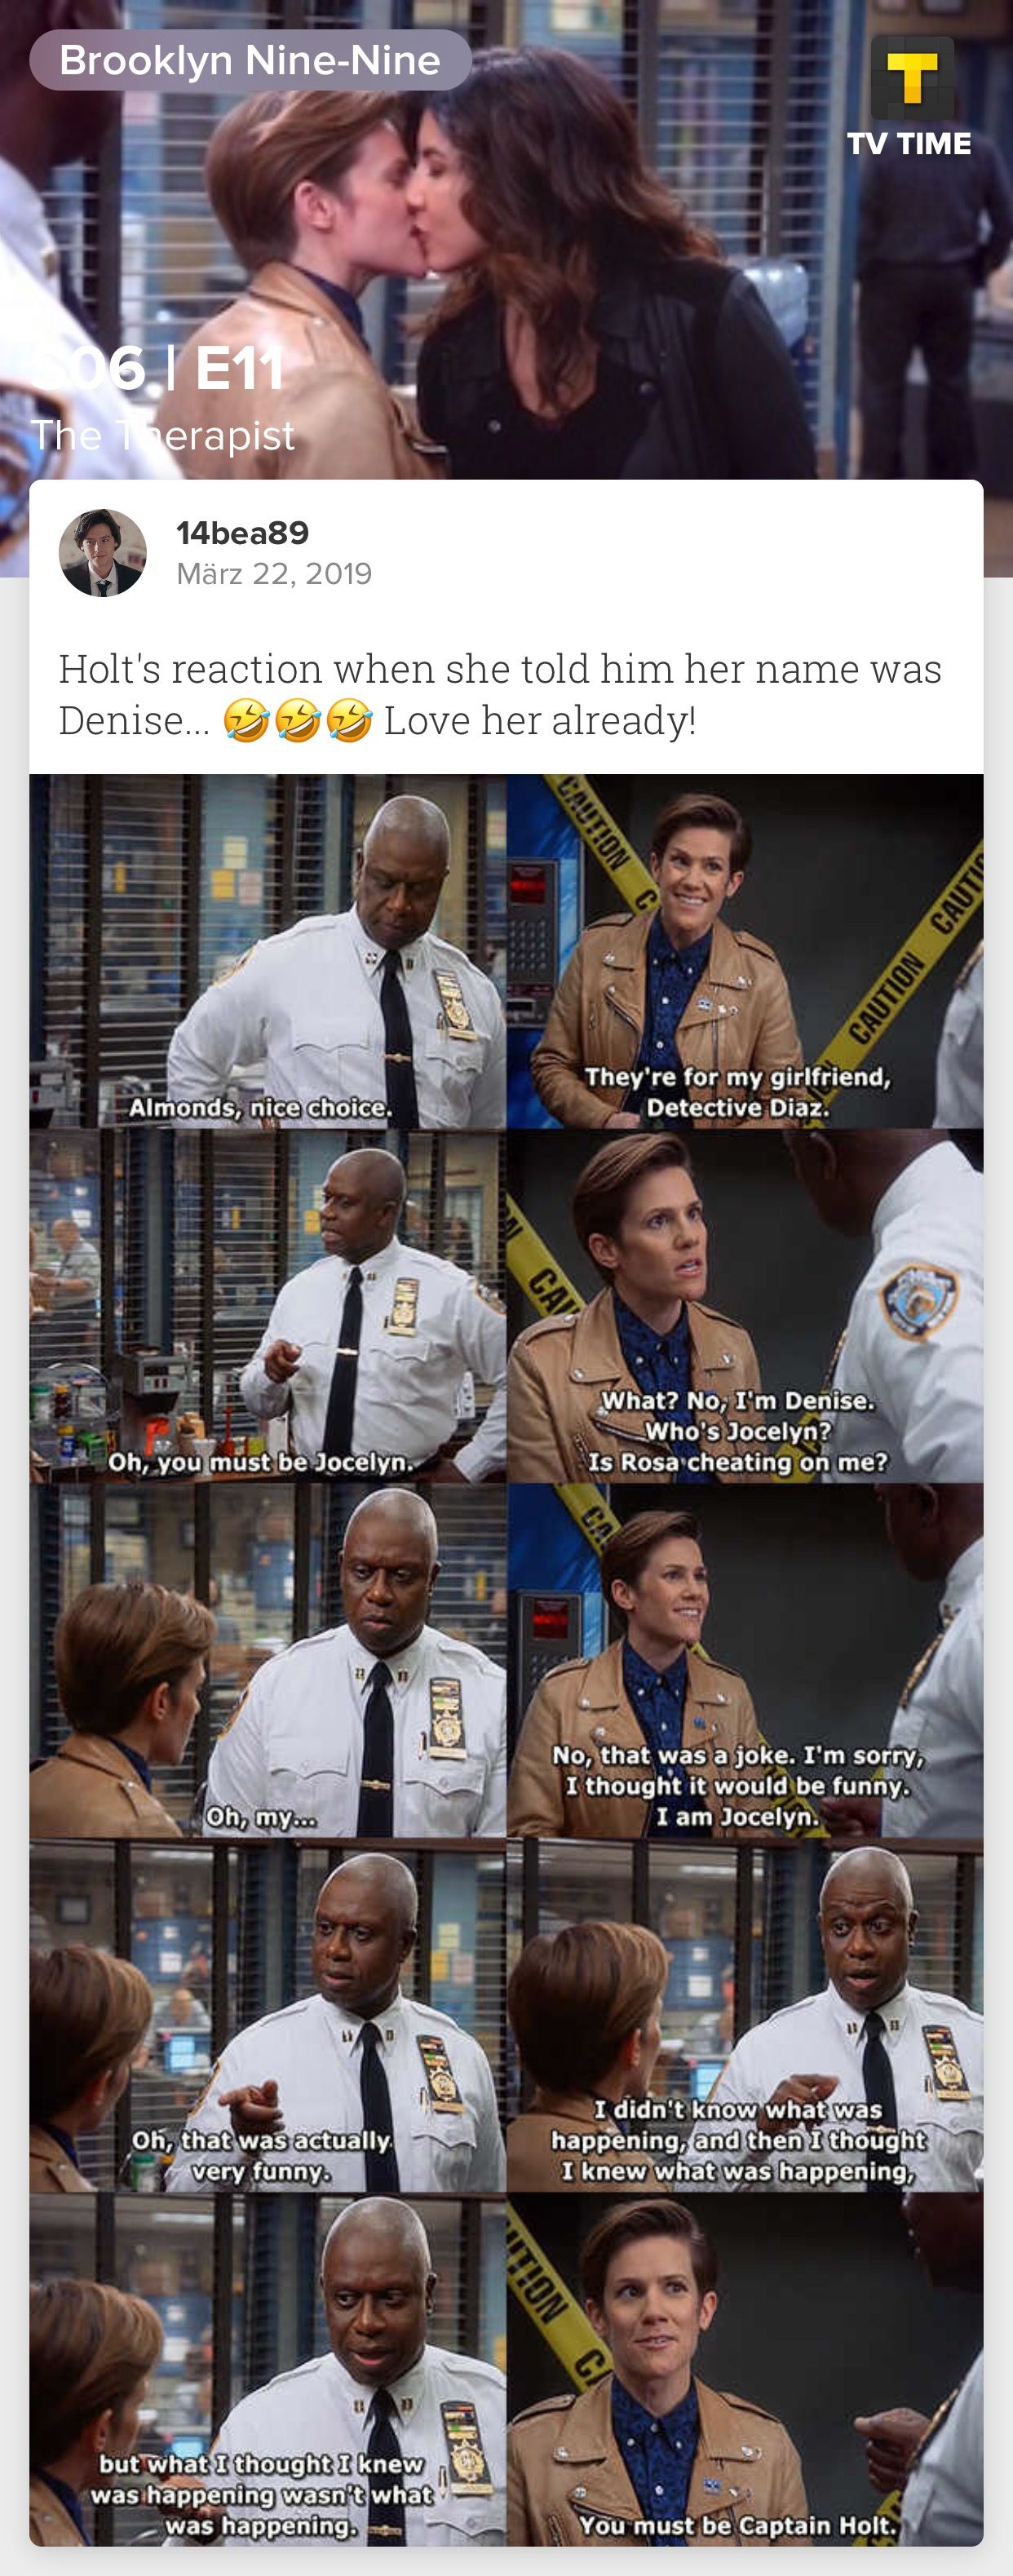 Brooklyn Nine-Nine
TV TIME
S06 | E11
The Therapist
14bea89
März 22, 2019
Holt's reaction when she told him her name was
Denise... 🤣🤣🤣 Love her already!
CAUTION
CAUTION
CAUTI
Almonds, nice choice.
They're for my girlfriend,
Detective Diaz.
Oh, you must be Jocelyn.
What? No, I'm Denise.
Who's Jocelyn?
Is Rosa cheating on me?
Oh, my...
No, that was a joke. I'm sorry,
I thought it would be funny.
I am Jocelyn.
Oh, that was actually
very funny.
I didn't know what was
happening, and then I thought
I knew what was happening,
but what I thought I knew
was happening wasn't what
was happening.
You must be Captain Holt.